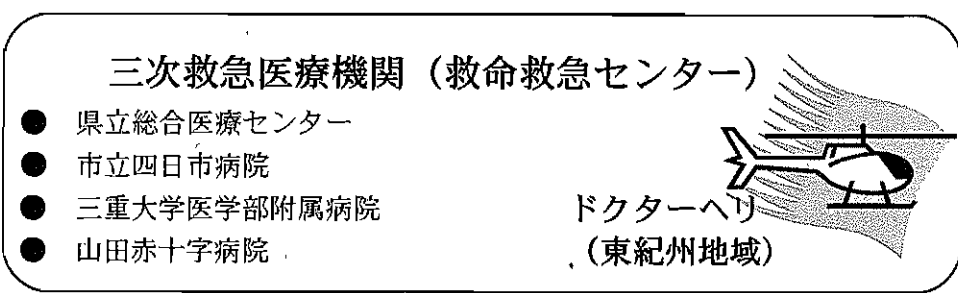 三次救急医療機関（救命救急センター）
● 県立総合医療センター
● 市立四日市病院
● 三重大学医学部附属病院
● 山田赤十字病院
ドクターヘリ
（東紀州地域）